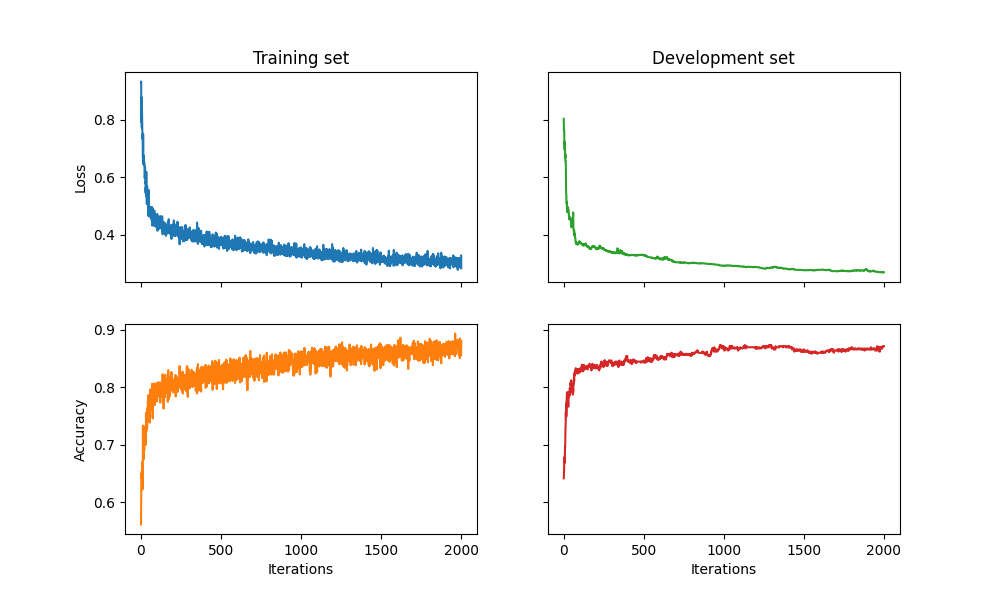 Training set
Development set
Loss
0.8
0.6
0.4
Accuracy
0.9
0.8
0.7
0.6
0 500 1000 1500 2000
0 500 1000 1500 2000
Iterations
Iterations